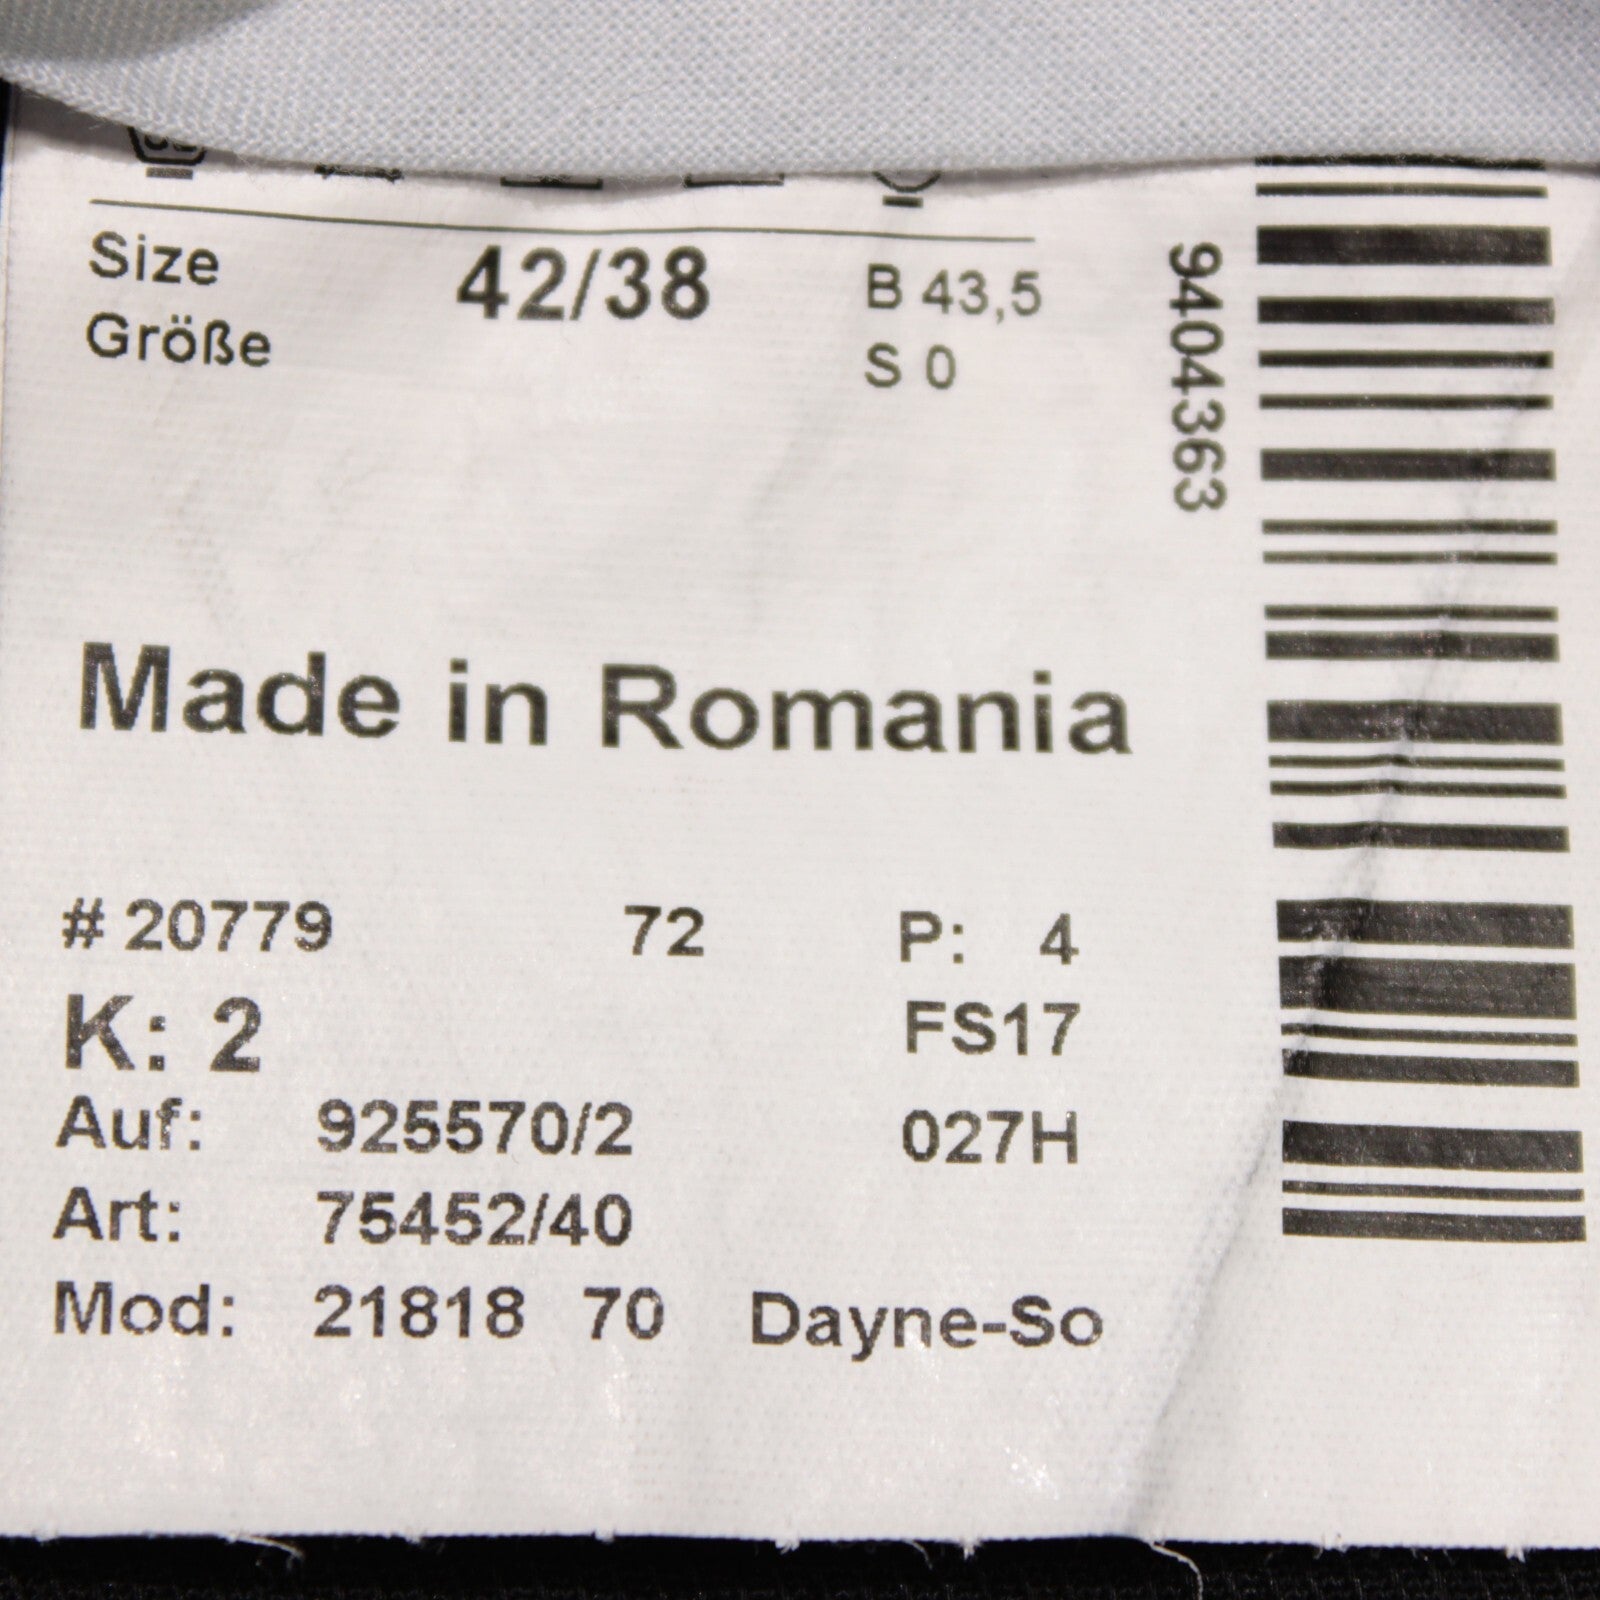 Size 42/38 B 43,5
Größe S 0
9404363
Made in Romania
# 20779 72 P: 4
K: 2 FS17
Auf: 925570/2 027H
Art: 75452/40
Mod: 21818 70 Dayne-So